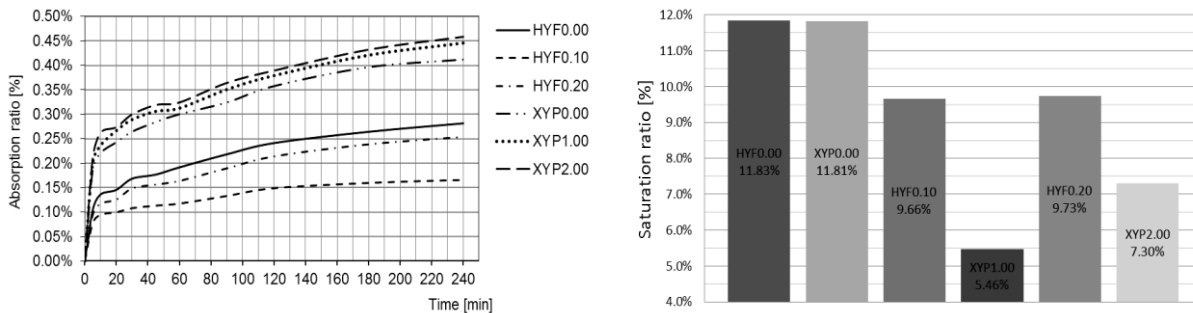 Absorption ratio [%]
0.50%
0.45%
0.40%
0.35%
0.30%
0.25%
0.20%
0.15%
0.10%
0.05%
0.00%
0 20 40 60 80 100 120 140 160 180 200 220 240
Time [min]
HYF0.00
HYF0.10
HYF0.20
XYP0.00
XYP1.00
XYP2.00
Saturation ratio [%]
12.0%
11.0%
10.0%
9.0%
8.0%
7.0%
6.0%
5.0%
4.0%
HYF0.00
11.83%
XYP0.00
11.81%
HYF0.10
9.66%
XYP1.00
5.46%
HYF0.20
9.73%
XYP2.00
7.30%